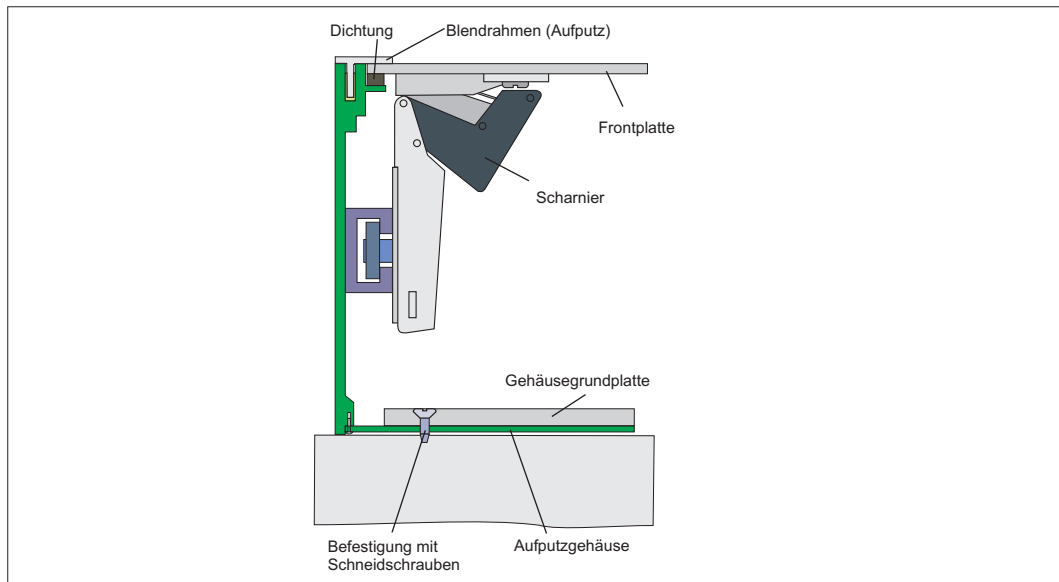 Dichtung
Blendrahmen (Aufputz)
Frontplatte
Scharnier
Gehäusegrundplatte
Befestigung mit
Schneidschrauben
Aufputzgehäuse